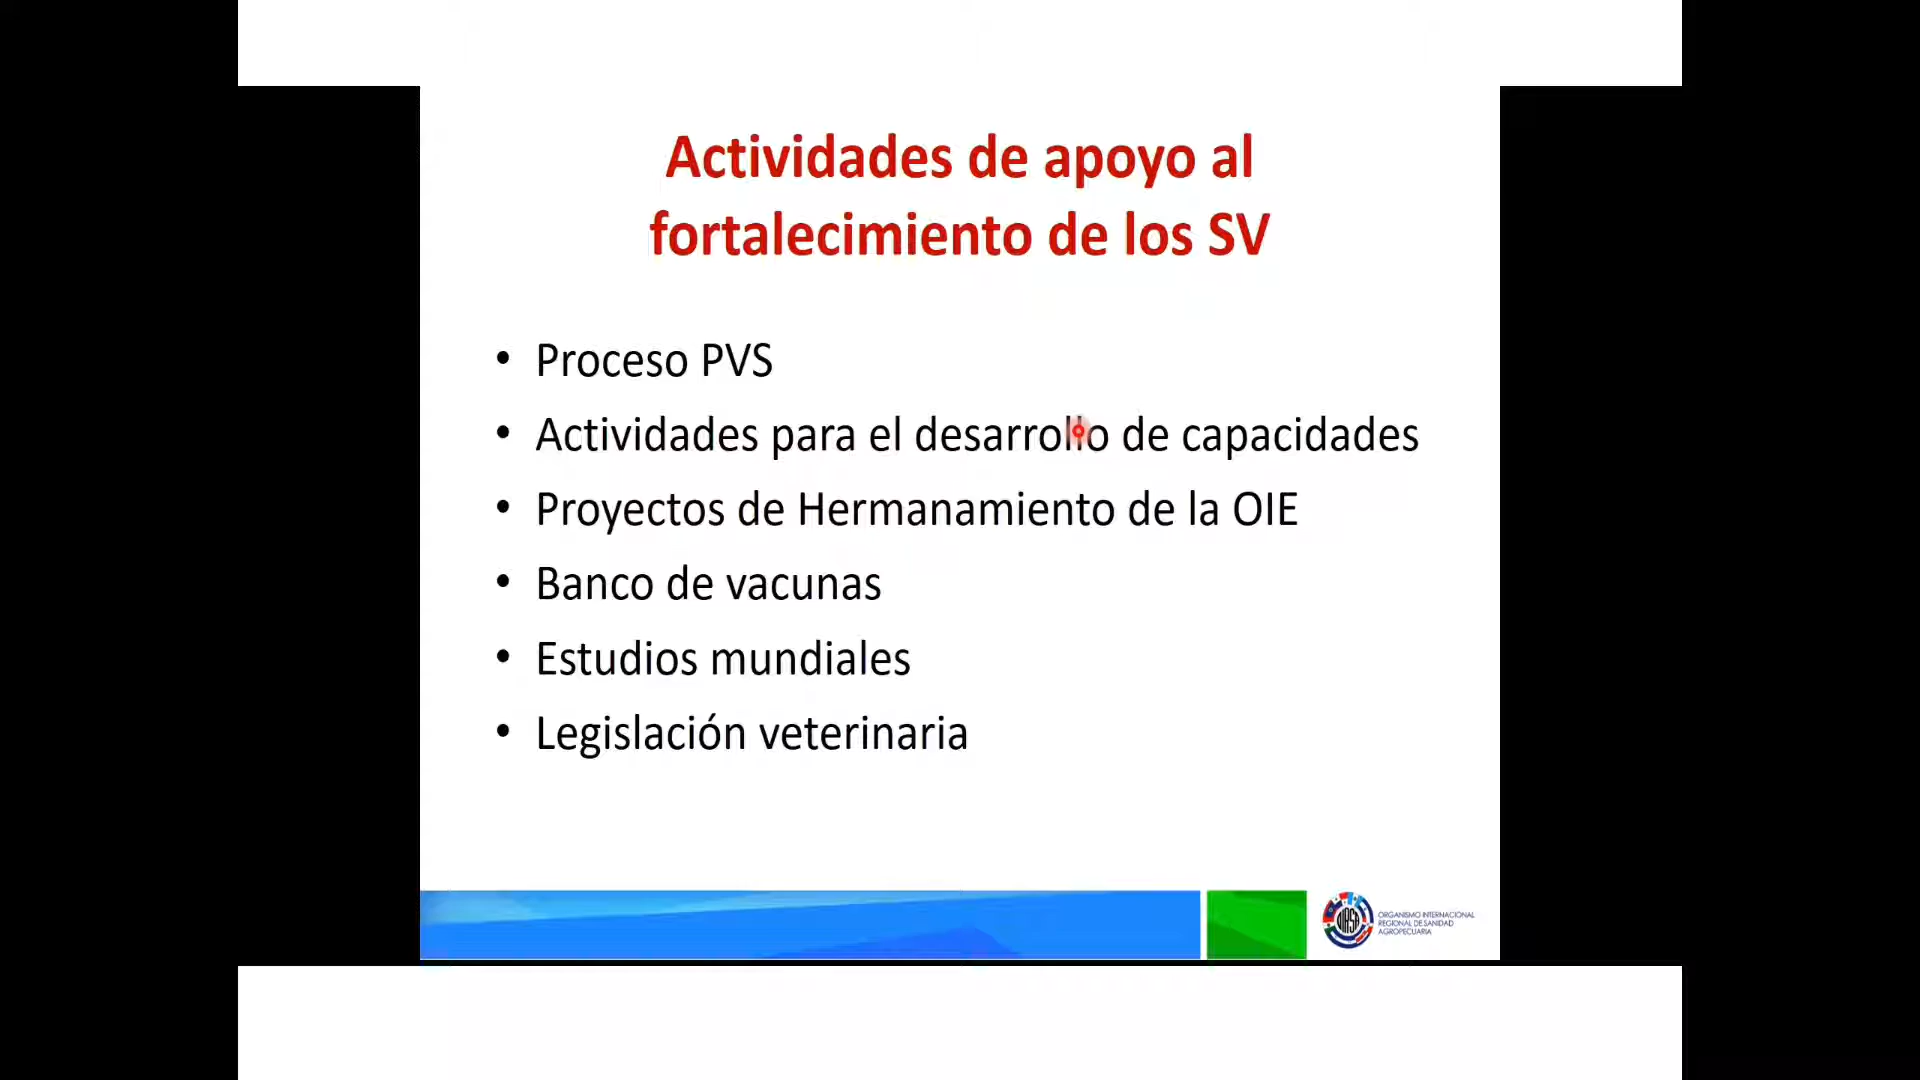 Actividades de apoyo al
fortalecimiento de los SV
• Proceso PVS
• Actividades para el desarrollo de capacidades
• Proyectos de Hermanamiento de la OIE
• Banco de vacunas
• Estudios mundiales
• Legislación veterinaria
OIRSA
ORGANISMO INTERNACIONAL
REGIONAL DE SANIDAD
AGROPECUARIA